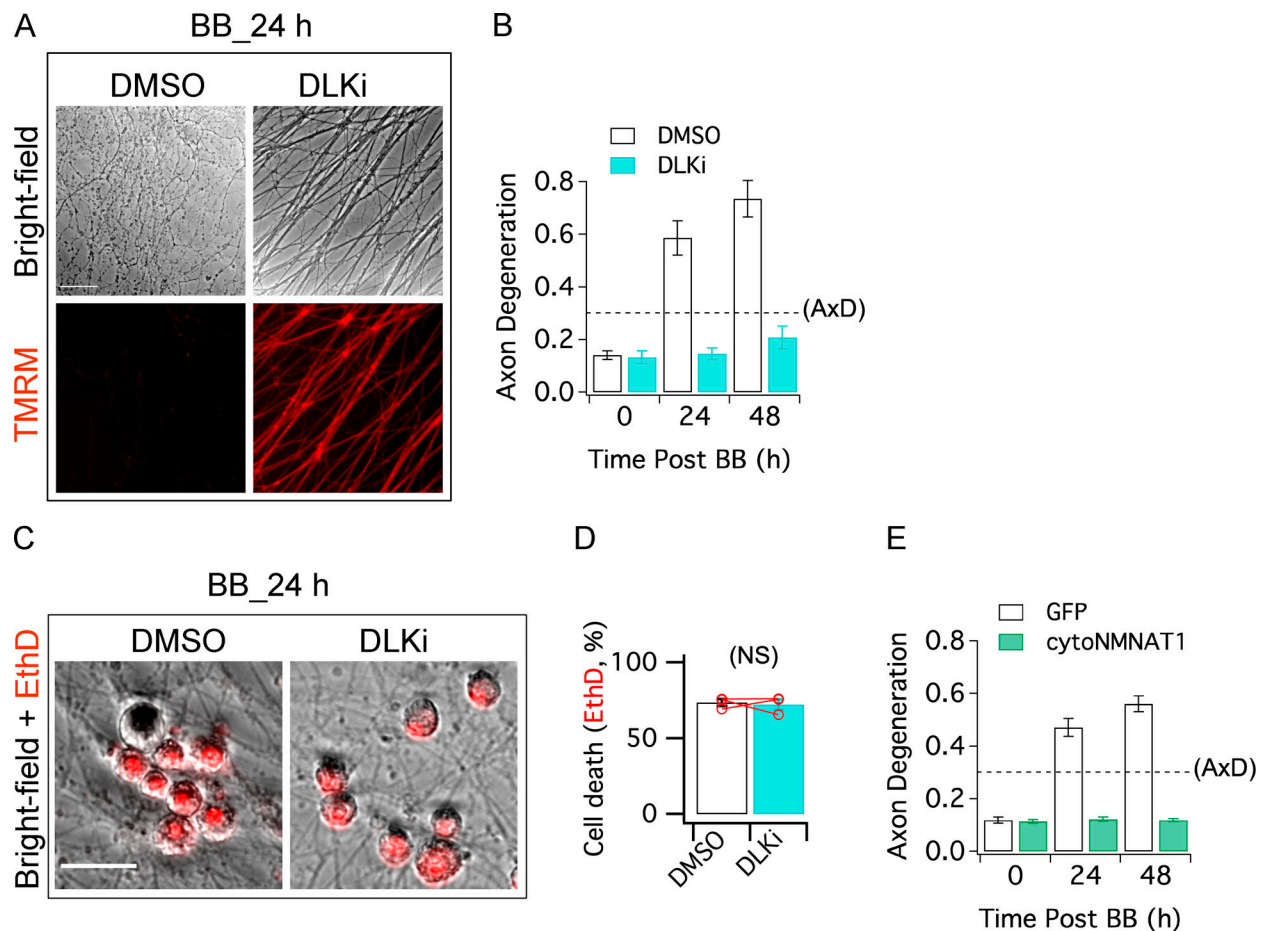 A
BB_24 h
DMSO DLKi
Bright-field
TMRM
B
DMSO
DLKi
Axon Degeneration
0.8
0.6
0.4
0.2
0.0
(AxD)
0 24 48
Time Post BB (h)
C
BB_24 h
DMSO DLKi
Bright-field + EthD
D
Cell death (EthD, %)
100
50
0
(NS)
DMSO DLKi
E
GFP
cytoNMNAT1
Axon Degeneration
0.8
0.6
0.4
0.2
0.0
(AxD)
0 24 48
Time Post BB (h)